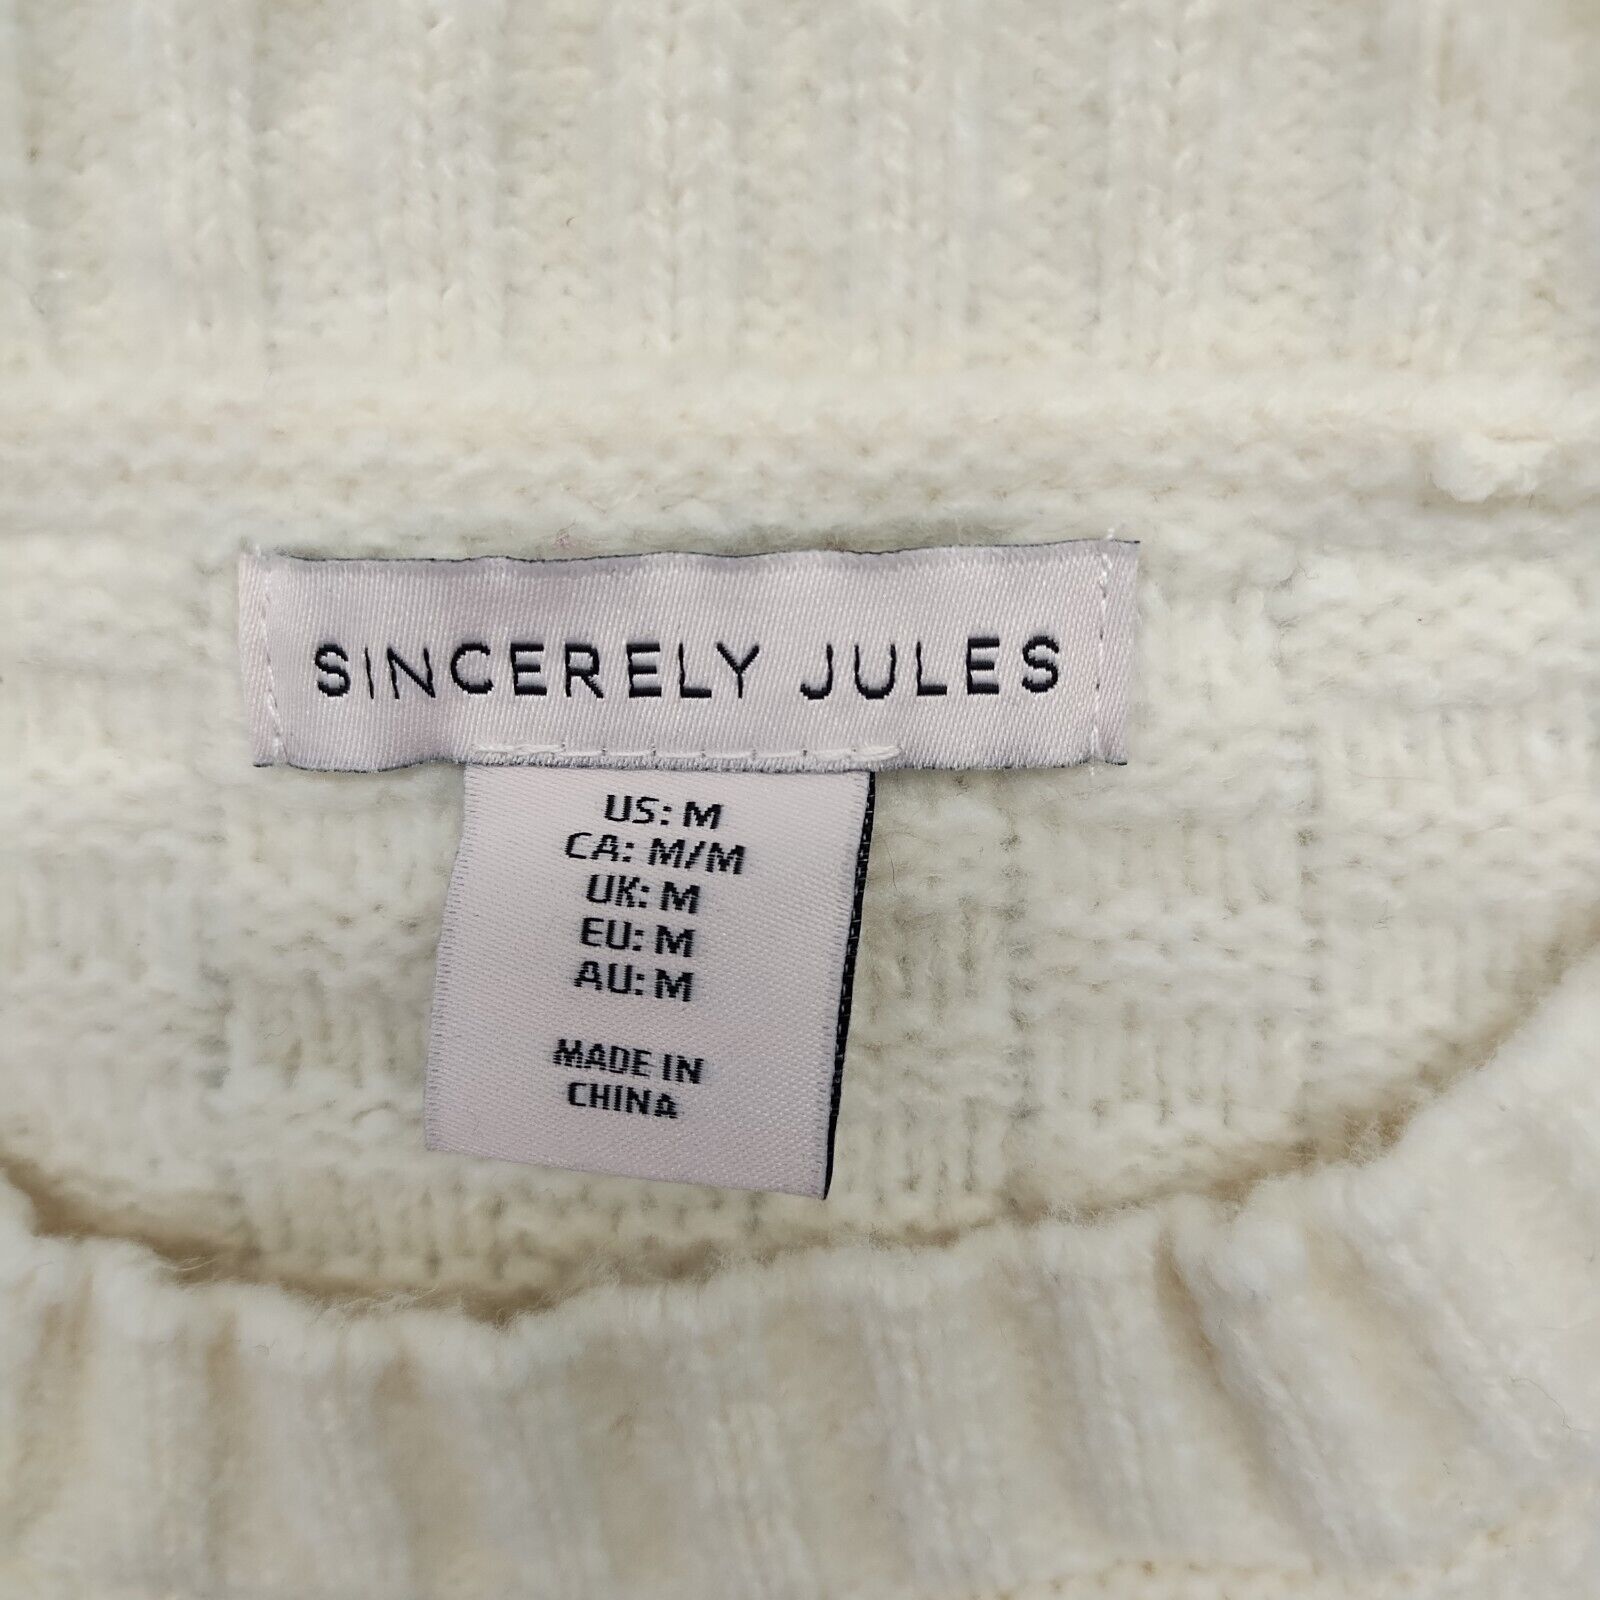 SINCERELY JULES
US: M
CA: M/M
UK: M
EU: M
AU: M
MADE IN
CHINA